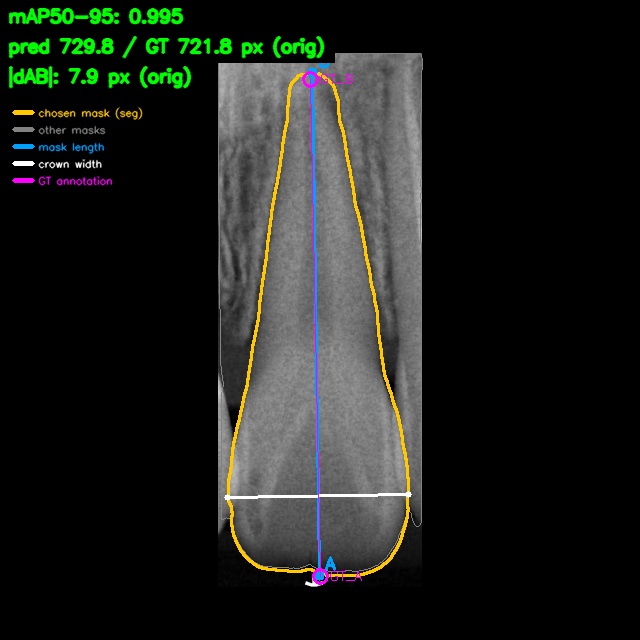 mAP50-95: 0.995
pred 729.8 / GT 721.8 px (orig)
|dAB|: 7.9 px (orig)
chosen mask (seg)
other masks
mask length
crown width
GT annotation
A